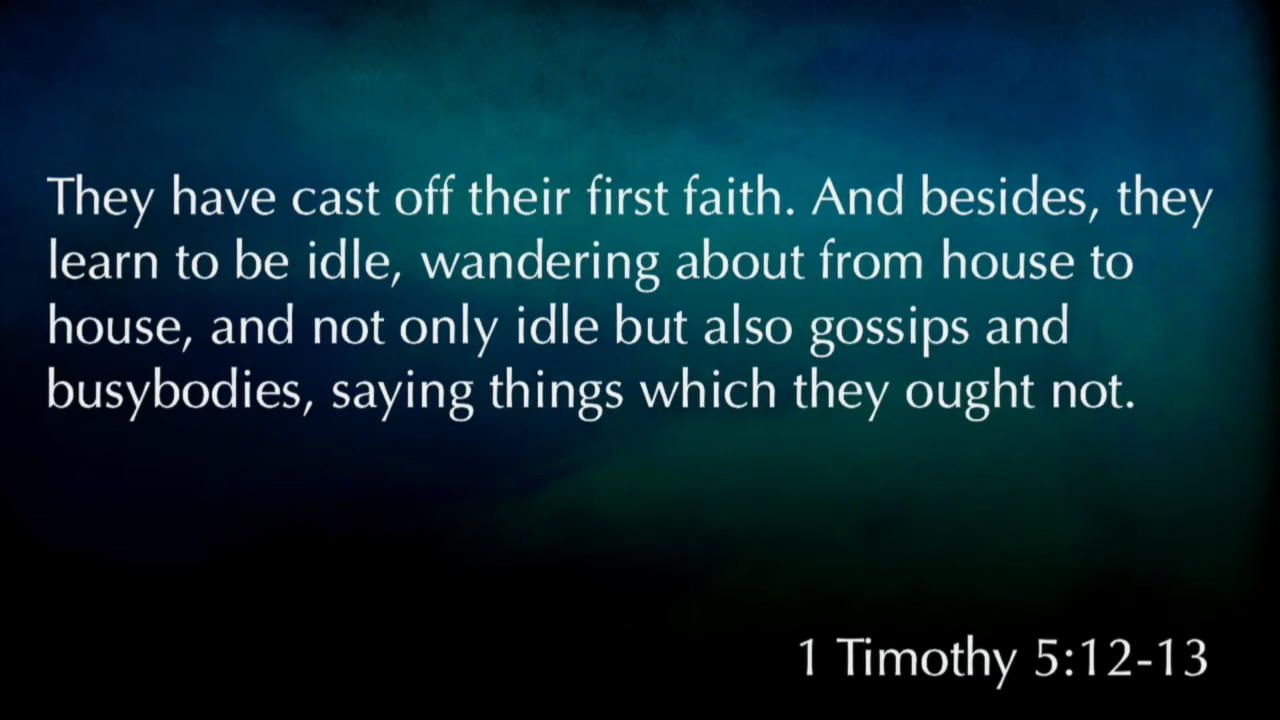 They have cast off their first faith. And besides, they
learn to be idle, wandering about from house to
house, and not only idle but also gossips and
busybodies, saying things which they ought not.
1 Timothy 5:12-13